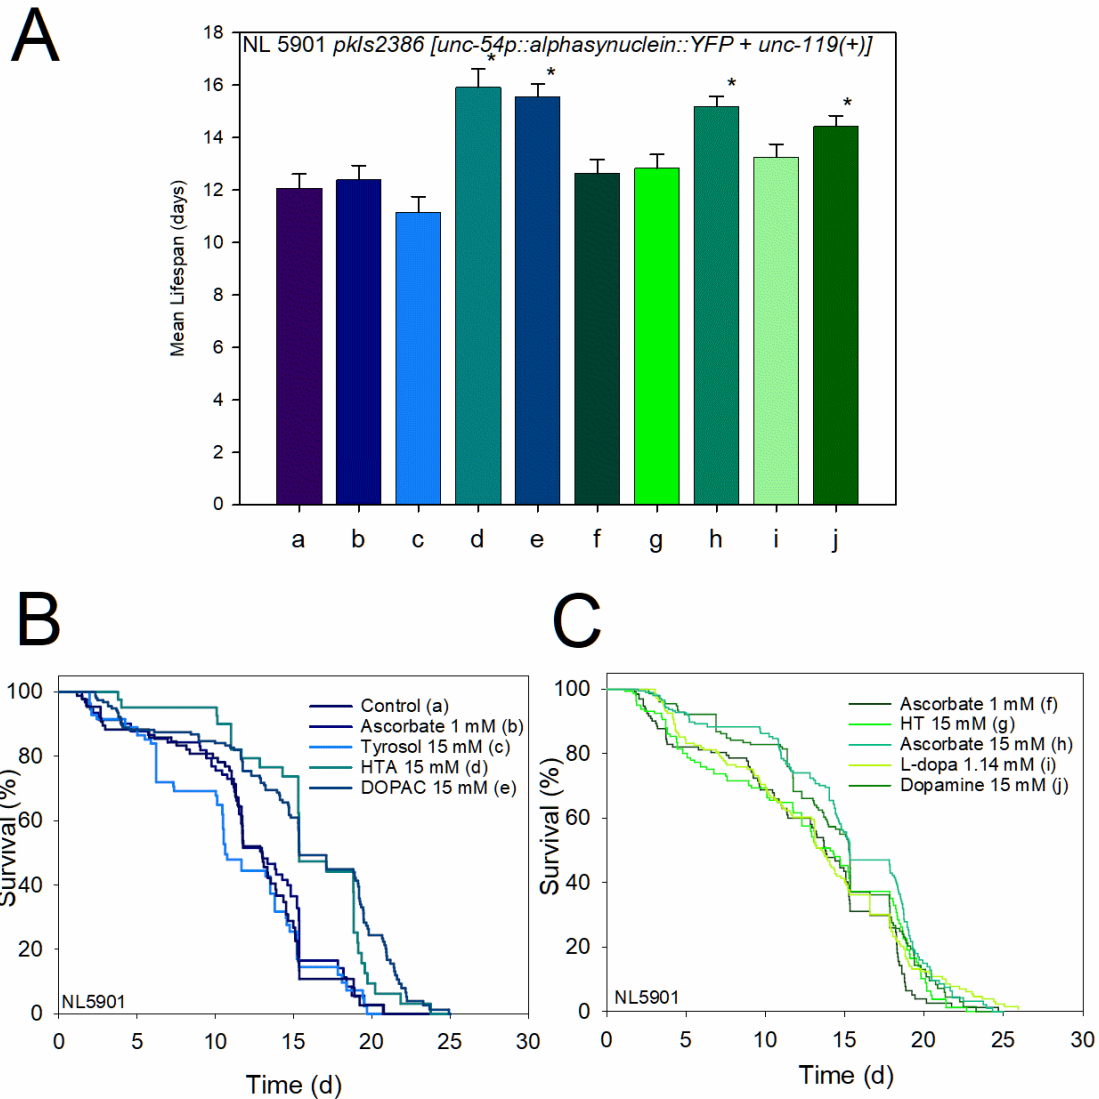 A
NL 5901 pkIs2386 [unc-54p::alphasynuclein::YFP + unc-119(+)]
18
16
14
12
10
8
6
4
2
0
Mean Lifespan (days)
* * * *
a b c d e f g h i j
B
100
80
60
40
20
0
Survival (%)
Control (a)
Ascorbate 1 mM (b)
Tyrosol 15 mM (c)
HTA 15 mM (d)
DOPAC 15 mM (e)
NL5901
0 5 10 15 20 25 30
Time (d)
C
100
80
60
40
20
0
Survival (%)
Ascorbate 1 mM (f)
HT 15 mM (g)
Ascorbate 15 mM (h)
L-dopa 1.14 mM (i)
Dopamine 15 mM (j)
NL5901
0 5 10 15 20 25 30
Time (d)